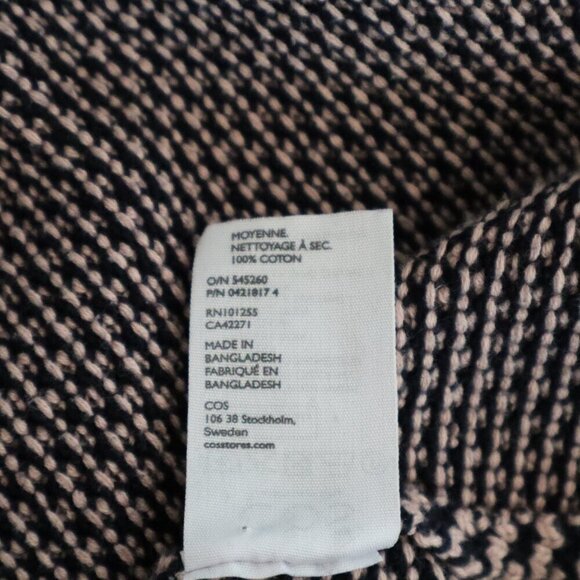 MOYENNE.
NETTOYAGE À SEC.
100% COTON
O/N 545260
P/N 0421817 4
RN101255
CA42271
MADE IN
BANGLADESH
FABRIQUÉ EN
BANGLADESH
COS
106 38 Stockholm,
Sweden
cosstores.com